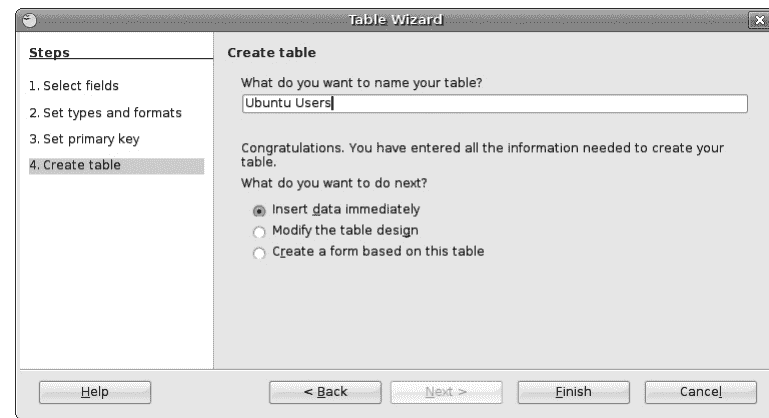 Table Wizard
Steps
1. Select fields
2. Set types and formats
3. Set primary key
4. Create table
Create table
What do you want to name your table?
Ubuntu Users
Congratulations. You have entered all the information needed to create your
table.
What do you want to do next?
Insert data immediately
Modify the table design
Create a form based on this table
Help
< Back
Next >
Finish
Cancel